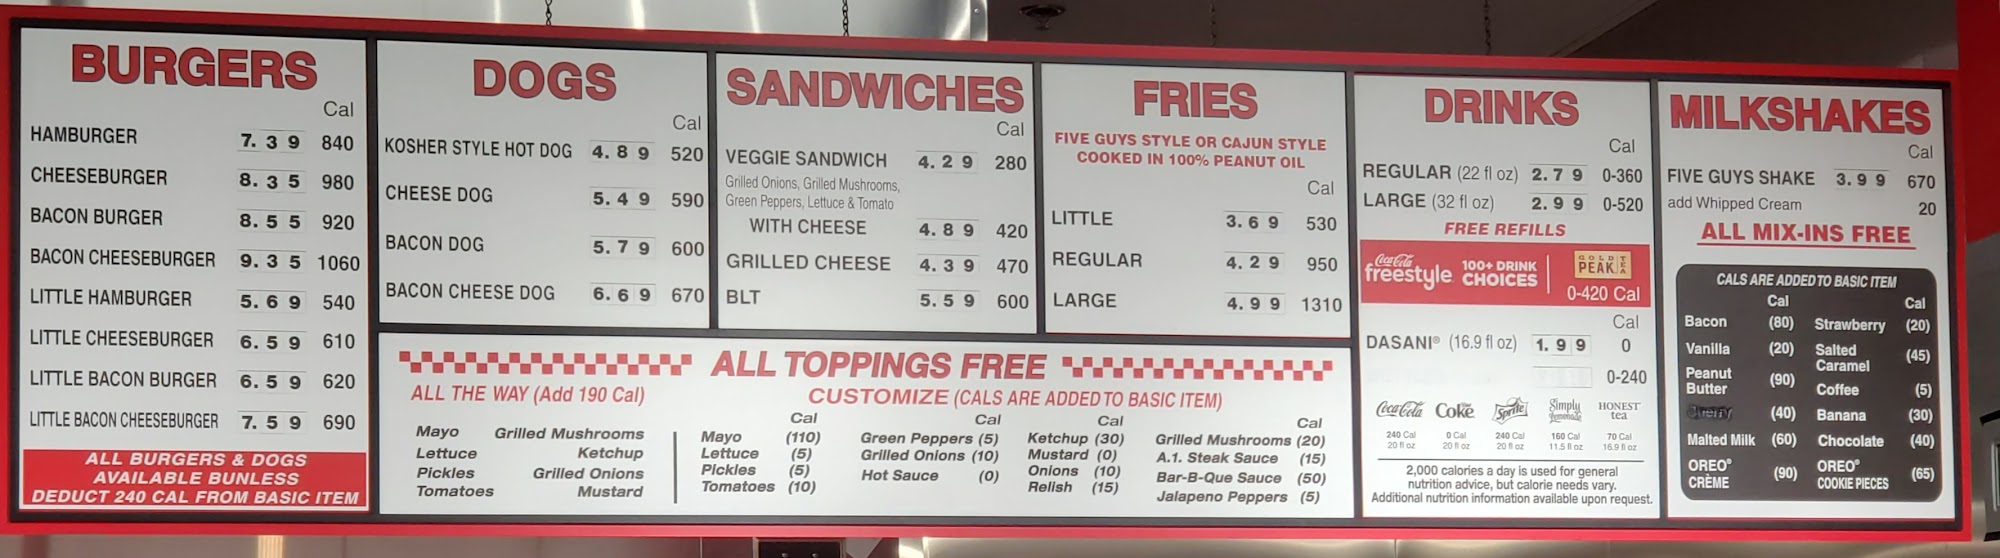 BURGERS
Cal
HAMBURGER 7.39 840
CHEESEBURGER 8.35 980
BACON BURGER 8.55 920
BACON CHEESEBURGER 9.35 1060
LITTLE HAMBURGER 5.69 540
LITTLE CHEESEBURGER 6.59 610
LITTLE BACON BURGER 6.59 620
LITTLE BACON CHEESEBURGER 7.59 690
ALL BURGERS & DOGS
AVAILABLE BUNLESS
DEDUCT 240 CAL FROM BASIC ITEM
DOGS
Cal
KOSHER STYLE HOT DOG 4.89 520
CHEESE DOG 5.49 590
BACON DOG 5.79 600
BACON CHEESE DOG 6.69 670
SANDWICHES
Cal
VEGGIE SANDWICH 4.29 280
Grilled Onions, Grilled Mushrooms,
Green Peppers, Lettuce & Tomato
WITH CHEESE 4.89 420
GRILLED CHEESE 4.39 470
BLT 5.59 600
FRIES
FIVE GUYS STYLE OR CAJUN STYLE
COOKED IN 100% PEANUT OIL
Cal
LITTLE 3.69 530
REGULAR 4.29 950
LARGE 4.99 1310
ALL TOPPINGS FREE
ALL THE WAY (Add 190 Cal)
Mayo Grilled Mushrooms
Lettuce Ketchup
Pickles Grilled Onions
Tomatoes Mustard
CUSTOMIZE (CALS ARE ADDED TO BASIC ITEM)
Cal
Mayo (110)
Lettuce (5)
Pickles (5)
Tomatoes (10)
Cal
Green Peppers (5)
Grilled Onions (10)
Hot Sauce (0)
Cal
Ketchup (30)
Mustard (0)
Onions (10)
Relish (15)
Cal
Grilled Mushrooms (20)
A.1. Steak Sauce (15)
Bar-B-Que Sauce (50)
Jalapeno Peppers (5)
DRINKS
Cal
REGULAR (22 fl oz) 2.79 0-360
LARGE (32 fl oz) 2.99 0-520
FREE REFILLS
Coca-Cola
freestyle
100+ DRINK
CHOICES
GOLD
PEAK
TEA
0-420 Cal
Cal
DASANI® (16.9 fl oz) 1.99 0
0-240
Coca-Cola
240 Cal
20 fl oz
Coke
0 Cal
20 fl oz
Sprite
240 Cal
20 fl oz
Simply
Lemonade
160 Cal
11.5 fl oz
HONEST
tea
70 Cal
16.9 fl oz
2,000 calories a day is used for general
nutrition advice, but calorie needs vary.
Additional nutrition information available upon request.
MILKSHAKES
Cal
FIVE GUYS SHAKE 3.99 670
add Whipped Cream 20
ALL MIX-INS FREE
CALS ARE ADDED TO BASIC ITEM
Cal
Bacon (80)
Vanilla (20)
Peanut
Butter (90)
(40)
Malted Milk (60)
OREO®
CRÈME (90)
Cal
Strawberry (20)
Salted
Caramel (45)
Coffee (5)
Banana (30)
Chocolate (40)
OREO®
COOKIE PIECES (65)